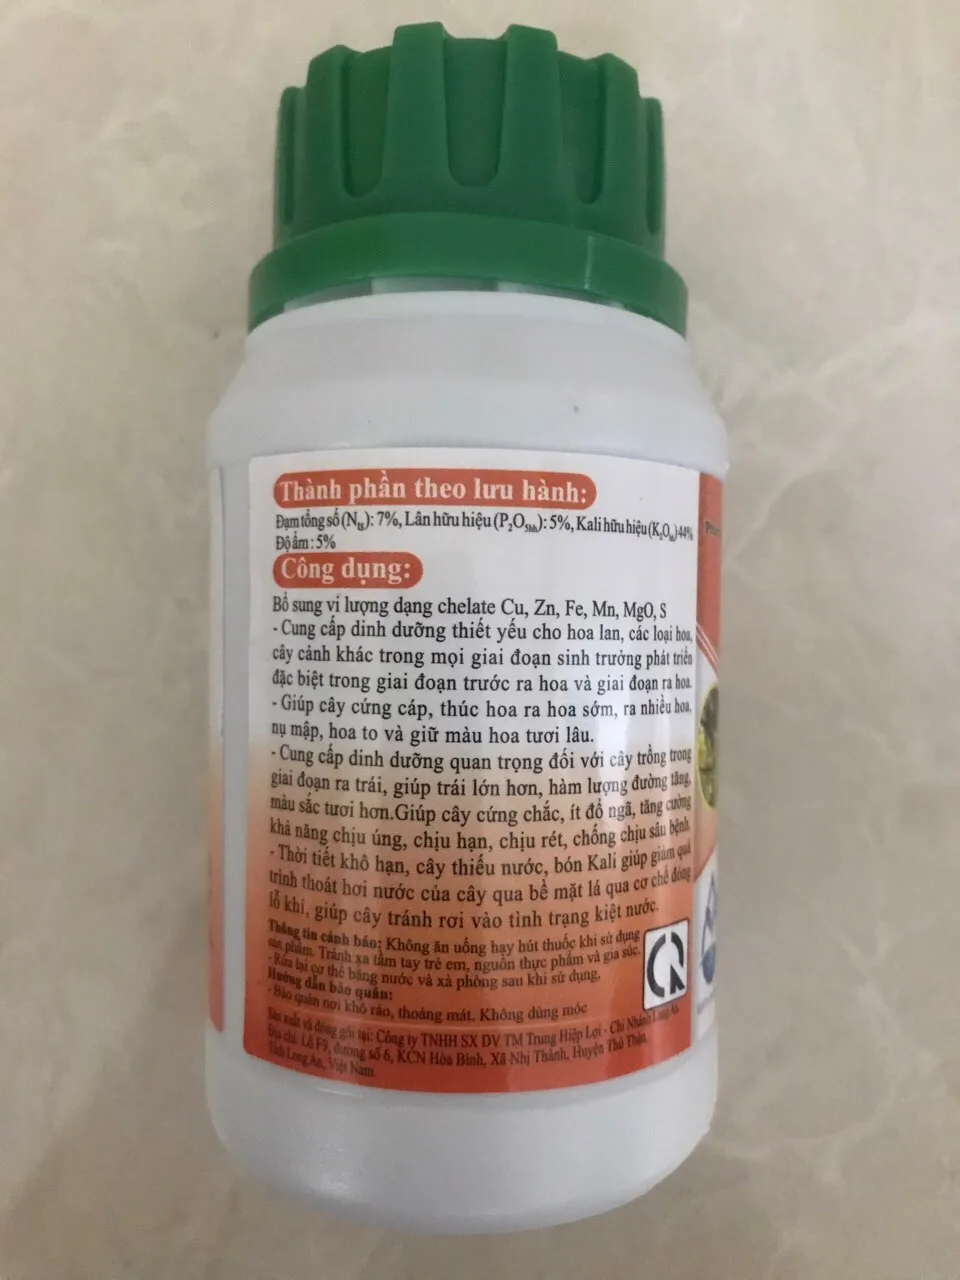 Thành phần theo lưu hành:
Đạm tổng số (Nts): 7%, Lân hữu hiệu (P2O5hh): 5%, Kali hữu hiệu (K2Ohh) 44%
Độ ẩm: 5%
Công dụng:
Bổ sung vi lượng dạng chelate Cu, Zn, Fe, Mn, MgO, S
- Cung cấp dinh dưỡng thiết yếu cho hoa lan, các loại hoa,
cây cảnh khác trong mọi giai đoạn sinh trưởng phát triển
đặc biệt trong giai đoạn trước ra hoa và giai đoạn ra hoa.
- Giúp cây cứng cáp, thúc hoa ra hoa sớm, ra nhiều hoa,
nụ mập, hoa to và giữ màu hoa tươi lâu.
- Cung cấp dinh dưỡng quan trọng đối với cây trồng trong
giai đoạn ra trái, giúp trái lớn hơn, hàm lượng đường tăng,
màu sắc tươi hơn.Giúp cây cứng chắc, ít đổ ngã, tăng cường
khả năng chịu úng, chịu hạn, chịu rét, chống chịu sâu bệnh.
- Thời tiết khô hạn, cây thiếu nước, bón Kali giúp giảm quá
trình thoát hơi nước của cây qua bề mặt lá qua cơ chế đóng
lỗ khí, giúp cây tránh rơi vào tình trạng kiệt nước.
Thông tin cảnh báo: Không ăn uống hay hút thuốc khi sử dụng
sản phẩm. Tránh xa tầm tay trẻ em, nguồn thực phẩm và gia súc.
- Rửa lại cơ thể bằng nước và xà phòng sau khi sử dụng,
Hướng dẫn bảo quản:
- Bảo quản nơi khô ráo, thoáng mát. Không dùng móc
Sản xuất và đóng gói tại: Công ty TNHH SX DV TM Trung Hiệp Lợi - Chi Nhánh Long An.
Địa chỉ: Lô F9, đường số 6, KCN Hòa Bình, Xã Nhị Thành, Huyện Thủ Thừa,
Tỉnh Long An, Việt Nam.